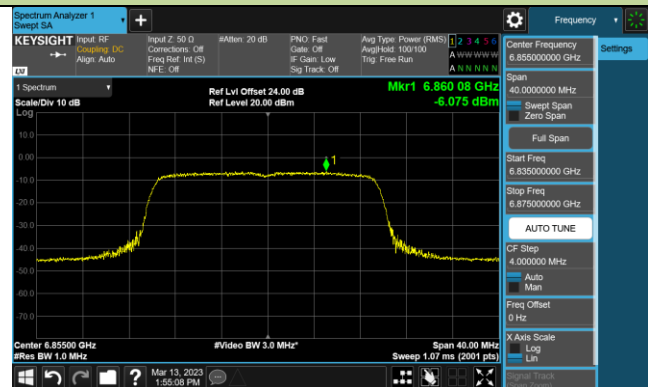 Spectrum Analyzer 1
Swept SA
Frequency
KEYSIGHT
Input: RF
Coupling: DC
Align: Auto
Input Z: 50 Ω
Corrections: Off
Freq Ref: Int (S)
NFE: Off
#Atten: 20 dB
PNO: Fast
Gate: Off
IF Gain: Low
Sig Track: Off
Avg Type: Power (RMS)
Avg|Hold: 100/100
Trig: Free Run
1 2 3 4 5 6
A W W W W W
A N N N N N
LXI
1 Spectrum
Scale/Div 10 dB
Log
Ref Lvl Offset 24.00 dB
Ref Level 20.00 dBm
Mkr1 6.860 08 GHz
-6.075 dBm
1
10.0
0.00
-10.0
-20.0
-30.0
-40.0
-50.0
-60.0
-70.0
Center 6.85500 GHz
#Res BW 1.0 MHz
#Video BW 3.0 MHz*
Span 40.00 MHz
Sweep 1.07 ms (2001 pts)
Mar 13, 2023
1:55:08 PM
Center Frequency
6.855000000 GHz
Span
40.0000000 MHz
Swept Span
Zero Span
Full Span
Start Freq
6.835000000 GHz
Stop Freq
6.875000000 GHz
AUTO TUNE
CF Step
4.000000 MHz
Auto
Man
Freq Offset
0 Hz
X Axis Scale
Log
Lin
Signal Track
Settings